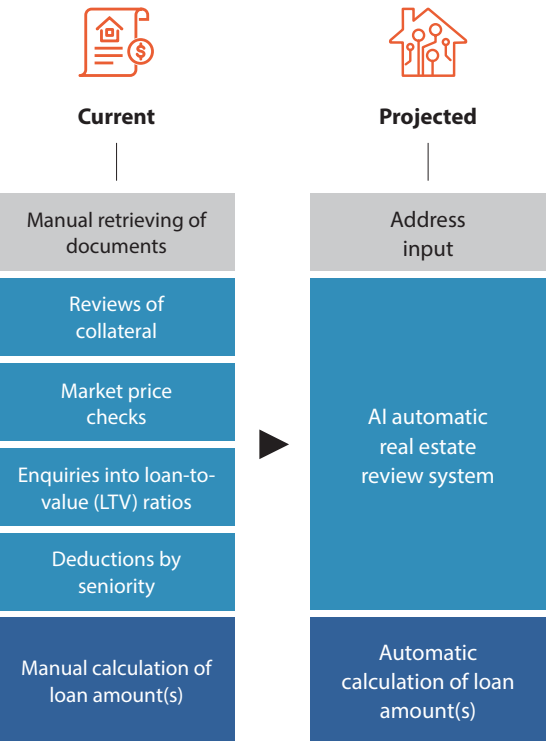 $
Current
Manual retrieving of
documents
Reviews of
collateral
Market price
checks
Enquiries into loan-to-
value (LTV) ratios
Deductions by
seniority
Manual calculation of
loan amount(s)
Projected
Address
input
AI automatic
real estate
review system
Automatic
calculation of loan
amount(s)